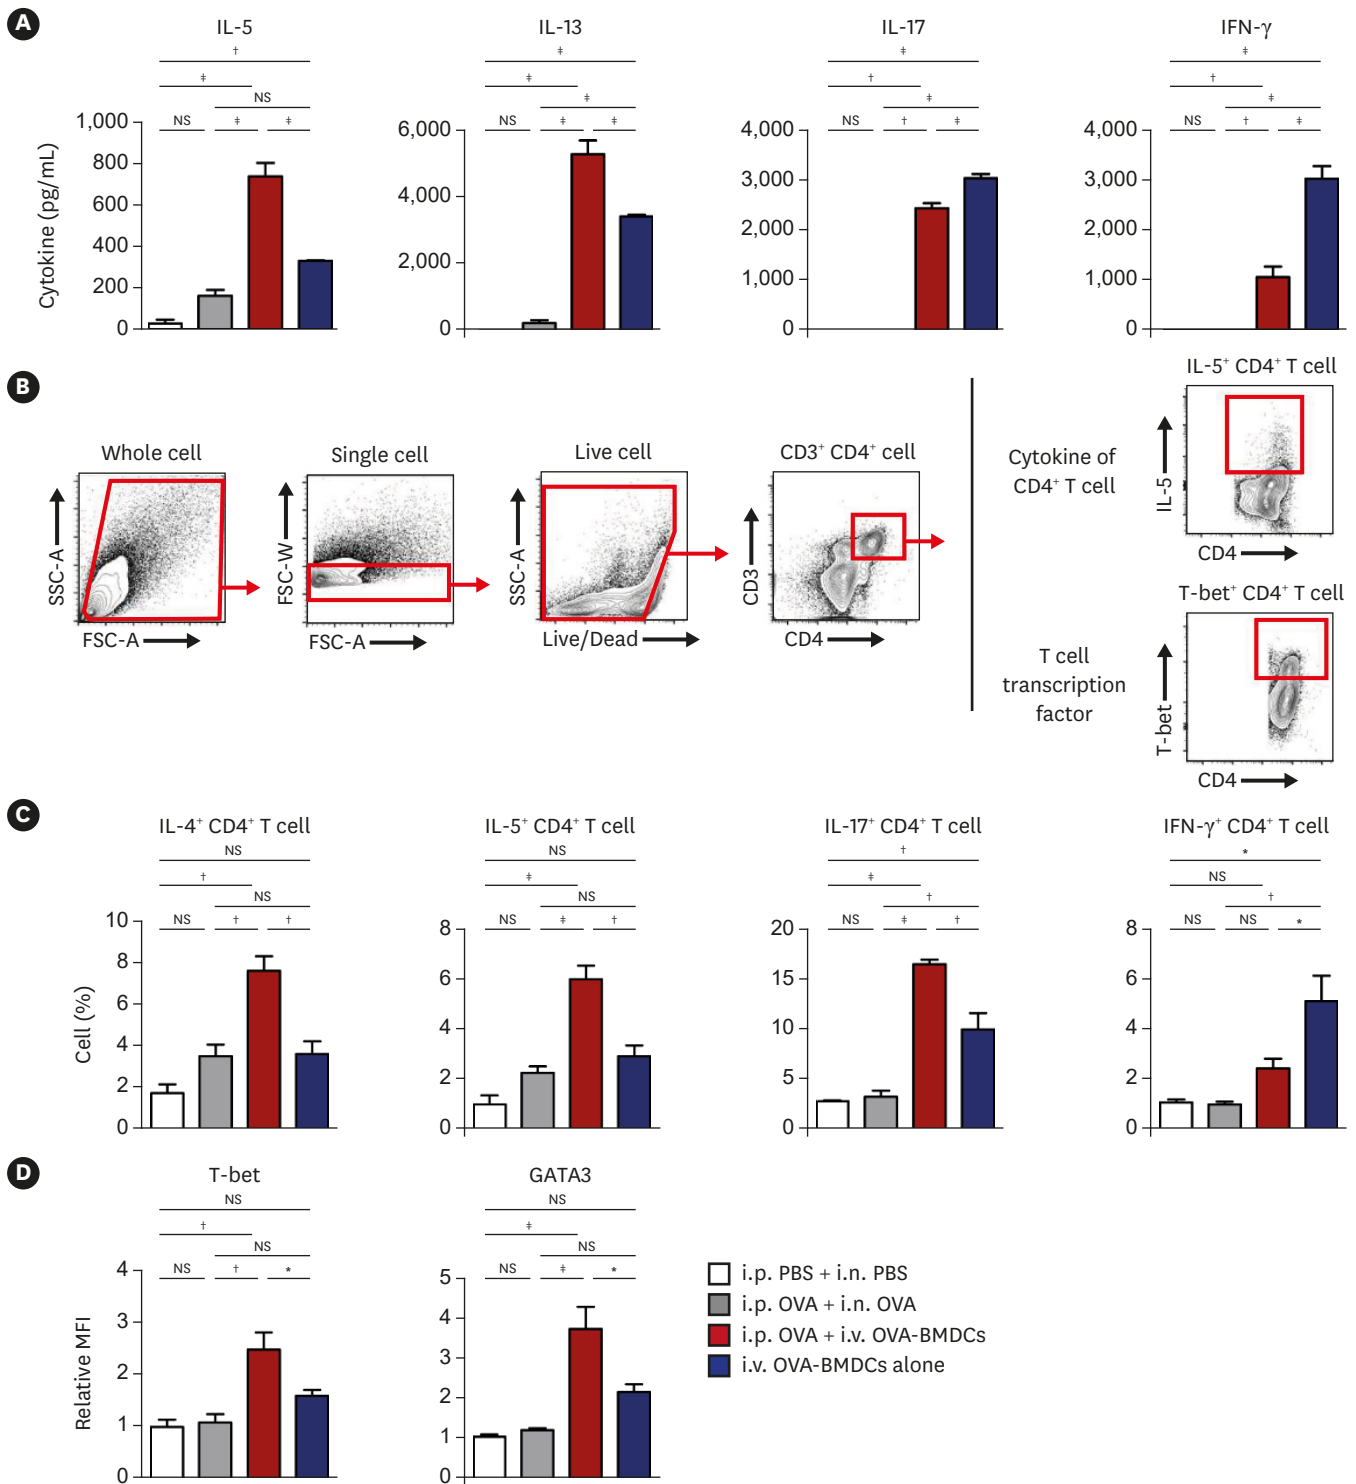 A
IL-5
†
‡
NS
NS ‡ ‡
Cytokine (pg/mL)
1,000
800
600
400
200
0
IL-13
‡
‡
‡
NS ‡ ‡
6,000
4,000
2,000
0
IL-17
‡
†
‡
NS † ‡
4,000
3,000
2,000
1,000
0
IFN-γ
‡
†
‡
NS † ‡
4,000
3,000
2,000
1,000
0
B
Whole cell
SSC-A
FSC-A
Single cell
FSC-W
FSC-A
Live cell
SSC-A
Live/Dead
CD3⁺ CD4⁺ cell
CD3
CD4
Cytokine of
CD4⁺ T cell
IL-5⁺ CD4⁺ T cell
IL-5
CD4
T cell
transcription
factor
T-bet⁺ CD4⁺ T cell
T-bet
CD4
C
IL-4⁺ CD4⁺ T cell
NS
†
NS
NS † †
Cell (%)
10
8
6
4
2
0
IL-5⁺ CD4⁺ T cell
NS
‡
NS
NS ‡ †
8
6
4
2
0
IL-17⁺ CD4⁺ T cell
†
‡
†
NS ‡ †
20
15
10
5
0
IFN-γ⁺ CD4⁺ T cell
*
NS
†
NS NS *
8
6
4
2
0
D
T-bet
NS
†
NS
NS † *
Relative MFI
4
3
2
1
0
GATA3
NS
‡
NS
NS ‡ *
5
4
3
2
1
0
i.p. PBS + i.n. PBS
i.p. OVA + i.n. OVA
i.p. OVA + i.v. OVA-BMDCs
i.v. OVA-BMDCs alone